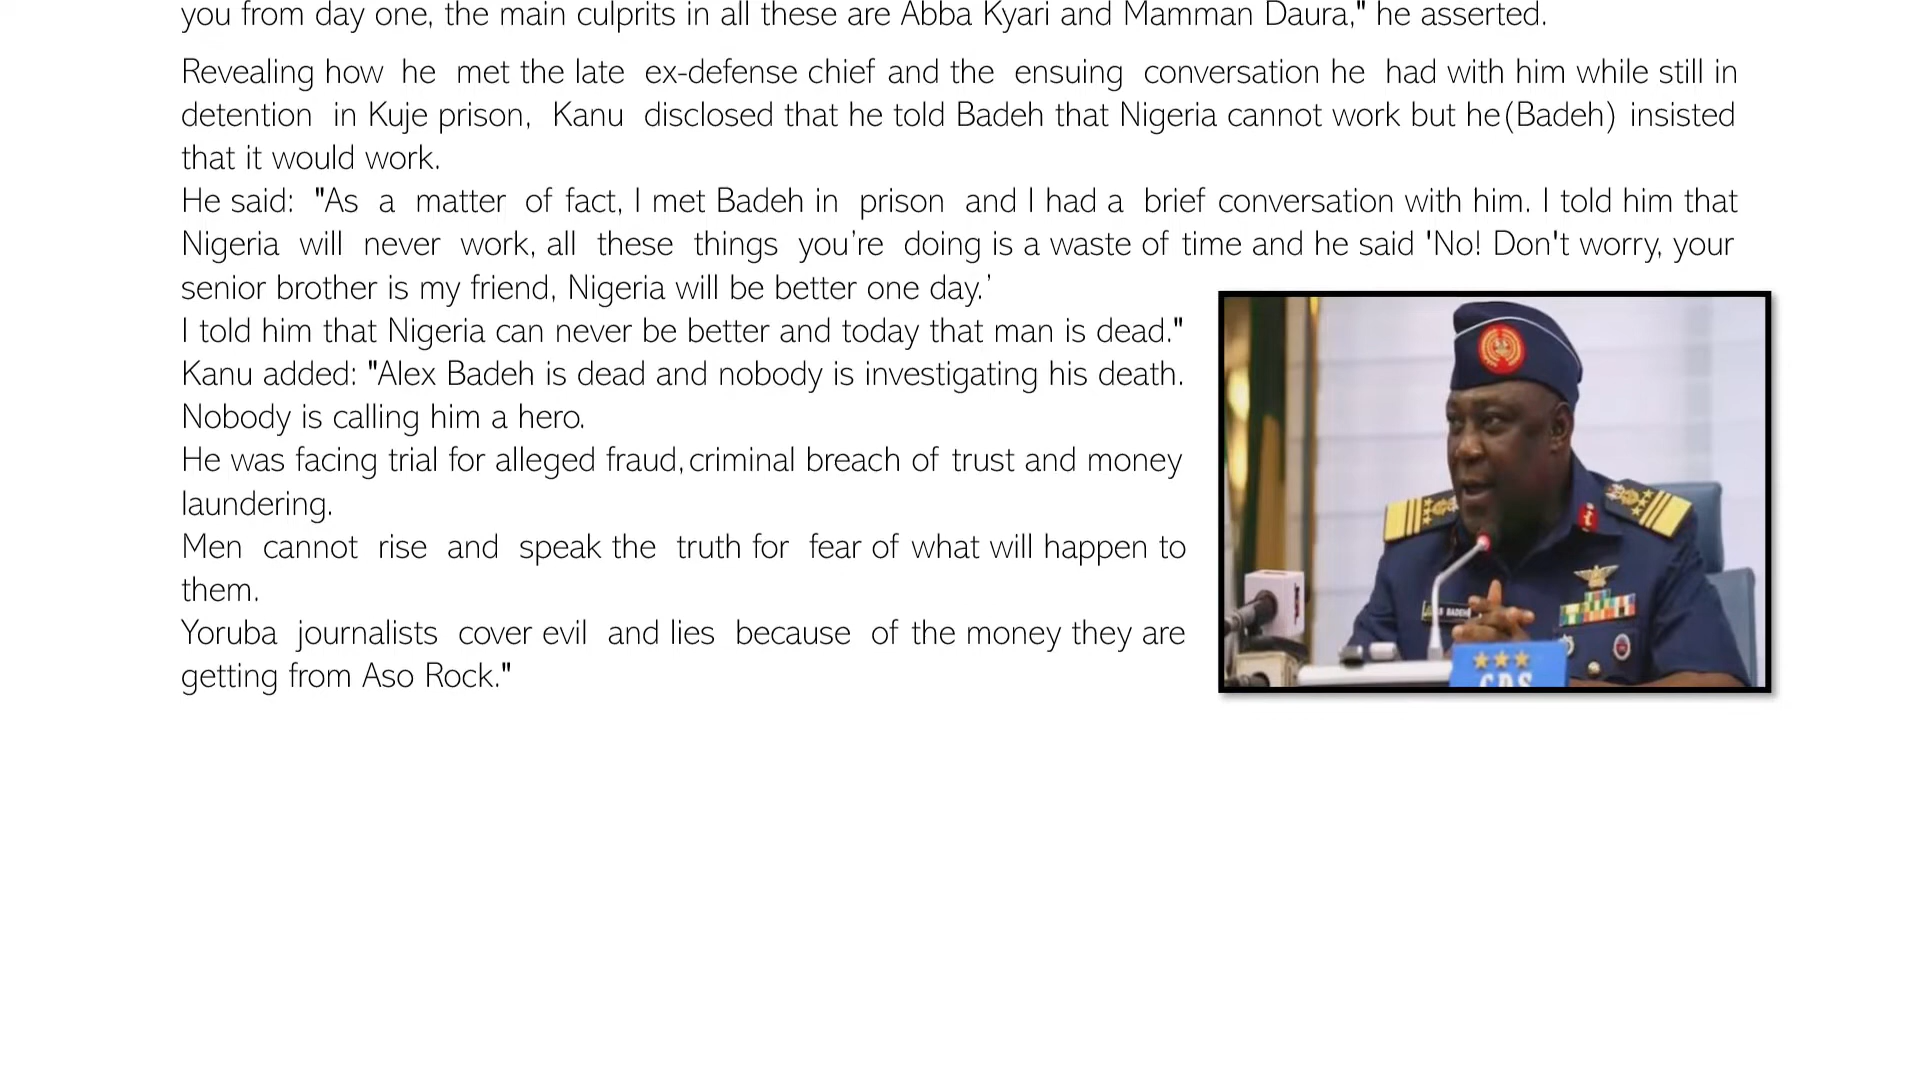 you from day one, the main culprits in all these are Abba Kyari and Mamman Daura," he asserted.
Revealing how he met the late ex-defense chief and the ensuing conversation he had with him while still in
detention in Kuje prison, Kanu disclosed that he told Badeh that Nigeria cannot work but he(Badeh) insisted
that it would work.
He said: "As a matter of fact, I met Badeh in prison and I had a brief conversation with him. I told him that
Nigeria will never work, all these things you're doing is a waste of time and he said 'No! Don't worry, your
senior brother is my friend, Nigeria will be better one day.'
I told him that Nigeria can never be better and today that man is dead."
Kanu added: "Alex Badeh is dead and nobody is investigating his death.
Nobody is calling him a hero.
He was facing trial for alleged fraud,criminal breach of trust and money
laundering.
Men cannot rise and speak the truth for fear of what will happen to
them.
Yoruba journalists cover evil and lies because of the money they are
getting from Aso Rock."
BADEH
CDS